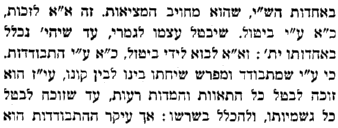 באחדות הש״י, שהוא מחויב המציאות. זה א״א לזכות,
כ״א ע״י ביטול, שיבטל עצמו לגמרי, עד שיהי׳ נכלל
באחדותו ית׳: וא״א לבוא לידי ביטול, כ״א ע״י התבודדות.
כי ע״י שמתבודד ומפרש שיחתו בינו לבין קונו, עי״ז הוא
זוכה לבטל כל התאוות והמדות רעות, עד שזוכה לבטל
כל גשמיותו, ולהכלל בשרשו: אך עיקר ההתבודדות הוא